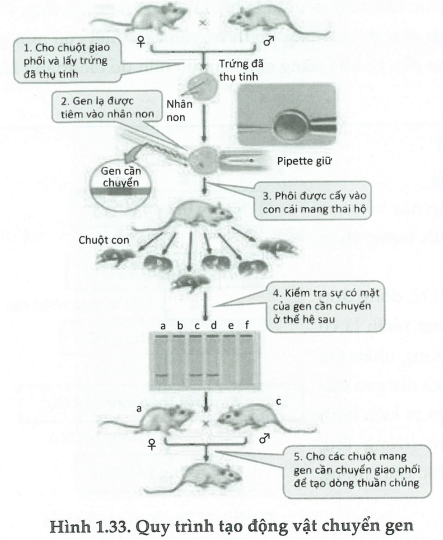 ♀ × ♂
1. Cho chuột giao
phối và lấy trứng
đã thụ tinh
Trứng đã
thụ tinh
2. Gen lạ được
tiêm vào nhân non
Nhân
non
Gen cần
chuyển
Pipette giữ
3. Phôi được cấy vào
con cái mang thai hộ
Chuột con
4. Kiểm tra sự có mặt
của gen cần chuyển
ở thế hệ sau
a b c d e f
a × c
♀ ♂
5. Cho các chuột mang
gen cần chuyển giao phối
để tạo dòng thuần chủng
Hình 1.33. Quy trình tạo động vật chuyển gen